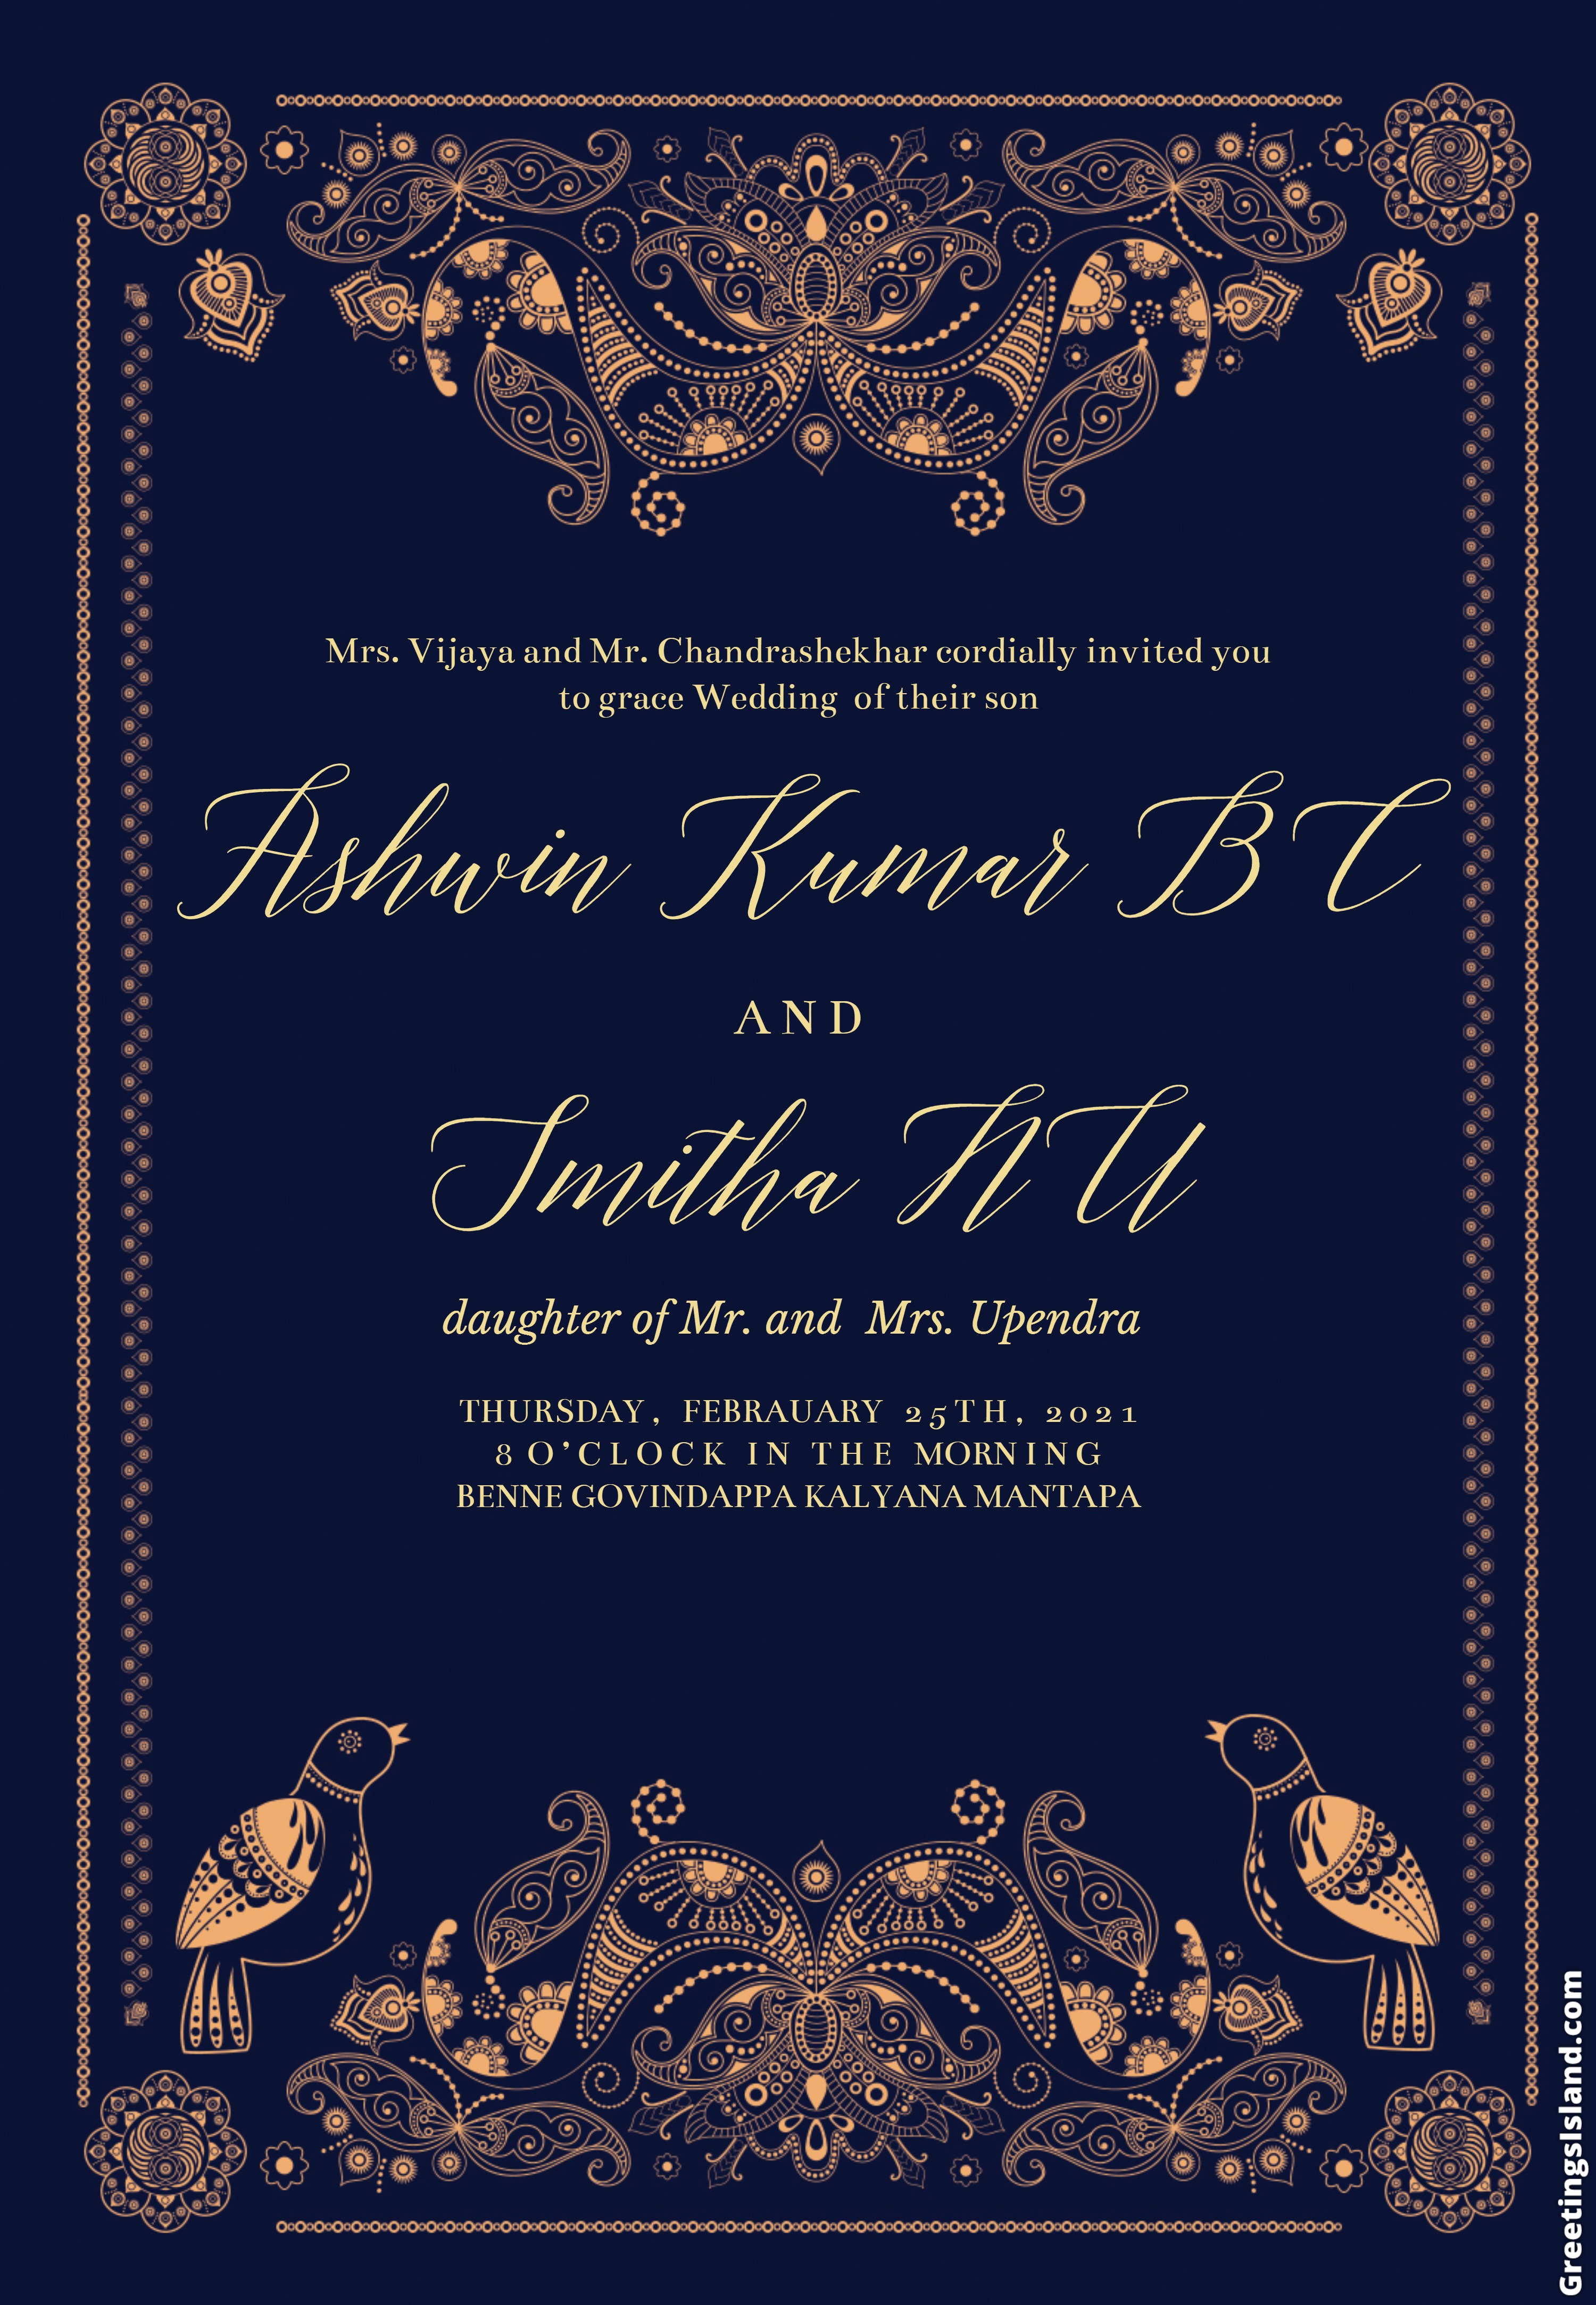 Mrs. Vijaya and Mr. Chandrashekhar cordially invited you
to grace Wedding of their son
Ashwin Kumar B C
AND
Smitha N U
daughter of Mr. and Mrs. Upendra
THURSDAY, FEBRAUARY 25TH, 2021
8 O'CLOCK IN THE MORNING
BENNE GOVINDAPPA KALYANA MANTAPA
GreetingsIsland.com